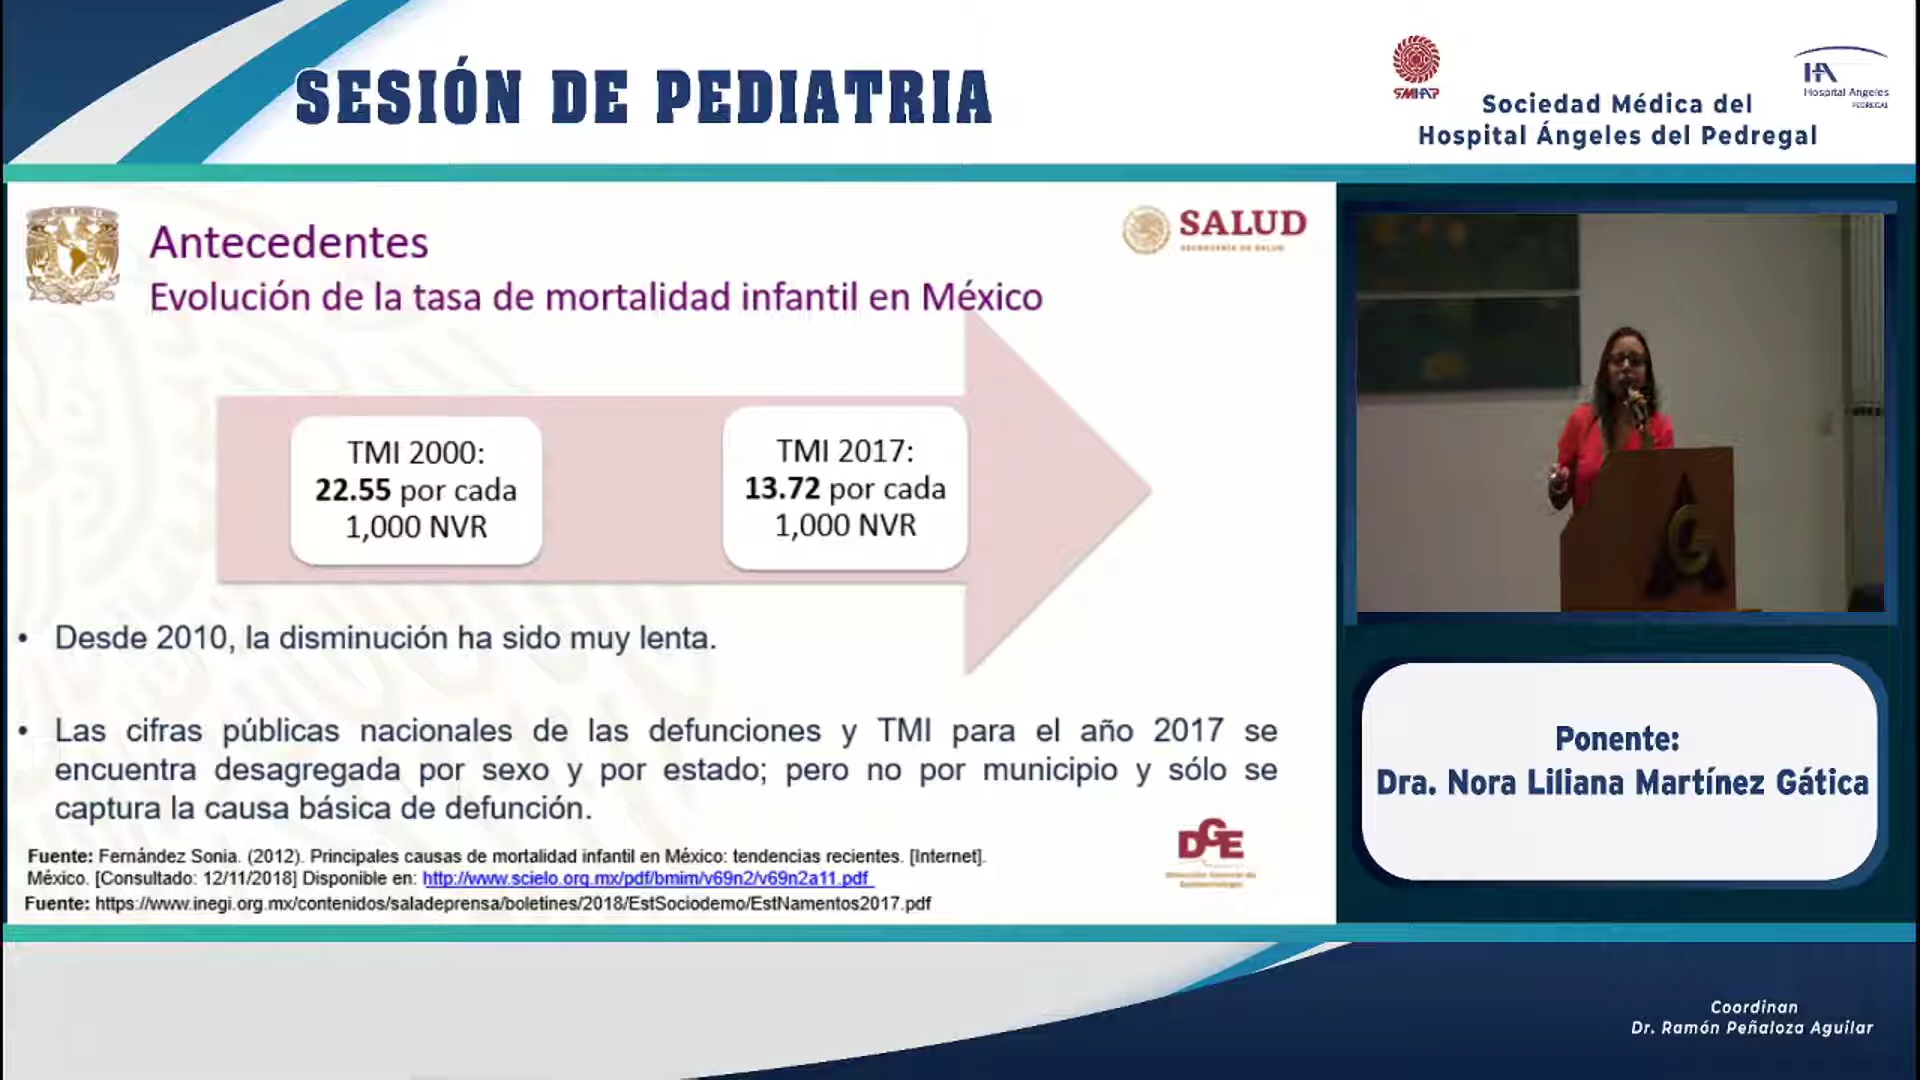 SESIÓN DE PEDIATRIA
SMHAP
Sociedad Médica del
Hospital Ángeles del Pedregal
HA
Hospital Angeles
PEDREGAL
Antecedentes
Evolución de la tasa de mortalidad infantil en México
SALUD
SECRETARÍA DE SALUD
TMI 2000:
22.55 por cada
1,000 NVR
TMI 2017:
13.72 por cada
1,000 NVR
• Desde 2010, la disminución ha sido muy lenta.
• Las cifras públicas nacionales de las defunciones y TMI para el año 2017 se
encuentra desagregada por sexo y por estado; pero no por municipio y sólo se
captura la causa básica de defunción.
DGE
Dirección General de
Epidemiología
Fuente: Fernández Sonia. (2012). Principales causas de mortalidad infantil en México: tendencias recientes. [Internet].
México. [Consultado: 12/11/2018] Disponible en: http://www.scielo.org.mx/pdf/bmim/v69n2/v69n2a11.pdf
Fuente: https://www.inegi.org.mx/contenidos/saladeprensa/boletines/2018/EstSociodemo/EstNamentos2017.pdf
Ponente:
Dra. Nora Liliana Martínez Gática
Coordinan
Dr. Ramón Peñaloza Aguilar